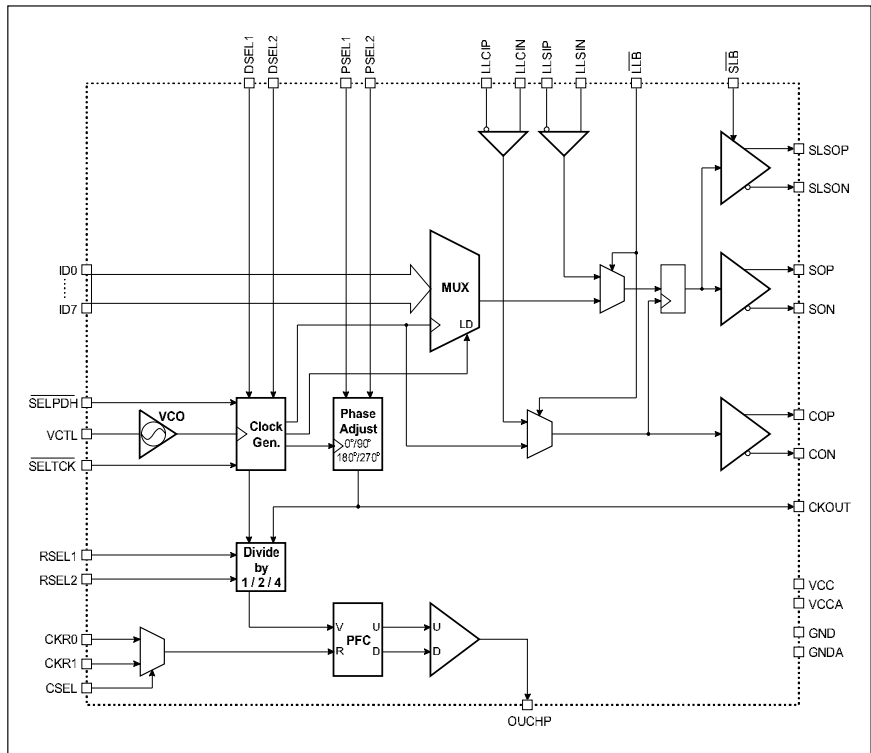 DSEL1
DSEL2
PSEL1
PSEL2
LLCIP
LLCIN
LLSIP
LLSIN
LLB
SLB
SLSOP
SLSON
ID0
ID7
MUX
LD
SOP
SON
SELPDH
VCO
VCTL
SELTCK
Clock
Gen.
Phase
Adjust
0°/90°
180°/270°
COP
CON
CKOUT
RSEL1
RSEL2
Divide
by
1 / 2 / 4
VCC
VCCA
GND
GNDA
CKR0
CKR1
CSEL
V
R
PFC
U
D
U
D
OUCHP